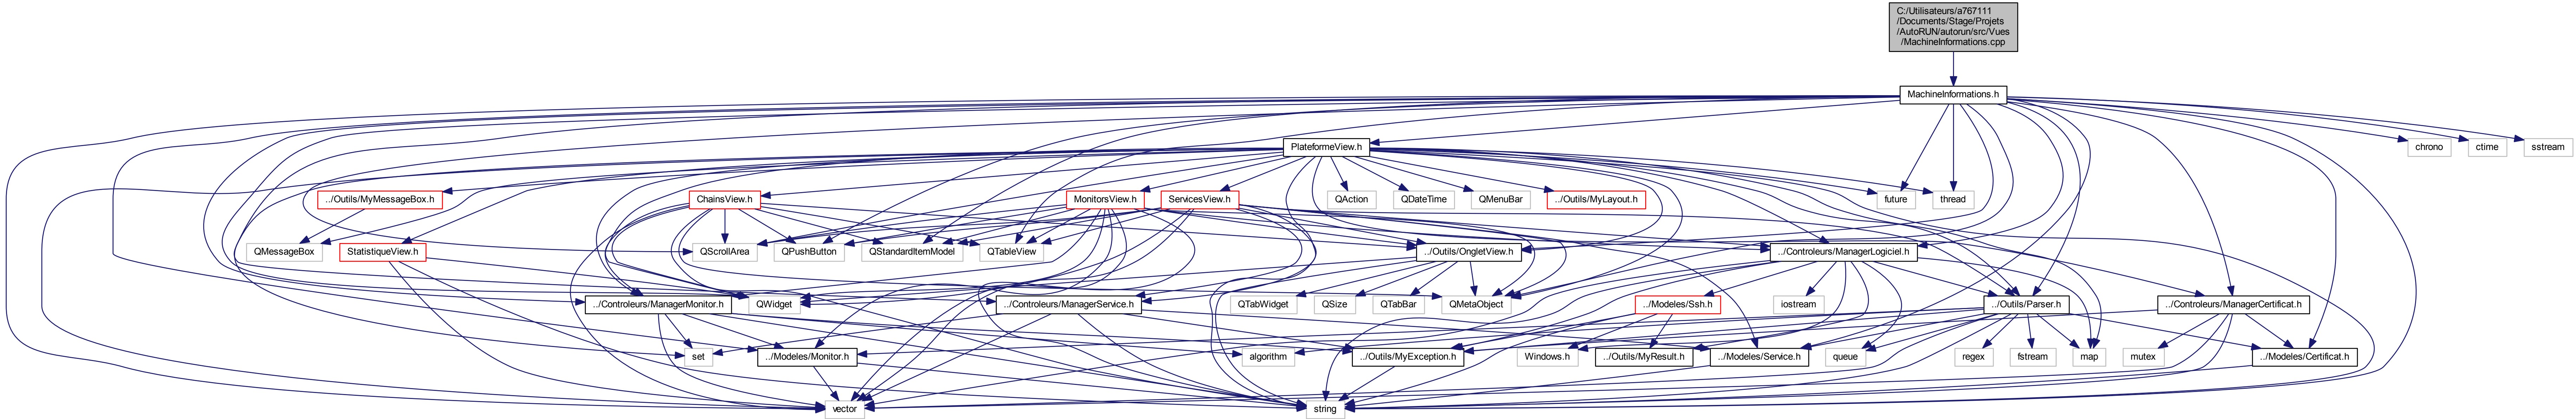 C:/Utilisateurs/a767111
/Documents/Stage/Projets
/AutoRUN/autorun/src/Vues
/MachineInformations.cpp
MachineInformations.h
PlateformeView.h
chrono
ctime
sstream
../Outils/MyMessageBox.h
ChainsView.h
MonitorsView.h
ServicesView.h
QAction
QDateTime
QMenuBar
../Outils/MyLayout.h
future
thread
QMessageBox
StatistiqueView.h
QScrollArea
QPushButton
QStandardItemModel
QTableView
../Outils/OngletView.h
../Controleurs/ManagerLogiciel.h
../Controleurs/ManagerMonitor.h
QWidget
../Controleurs/ManagerService.h
QTabWidget
QSize
QTabBar
QMetaObject
../Modeles/Ssh.h
iostream
../Outils/Parser.h
../Controleurs/ManagerCertificat.h
set
../Modeles/Monitor.h
algorithm
../Outils/MyException.h
Windows.h
../Outils/MyResult.h
../Modeles/Service.h
queue
regex
fstream
map
mutex
../Modeles/Certificat.h
vector
string